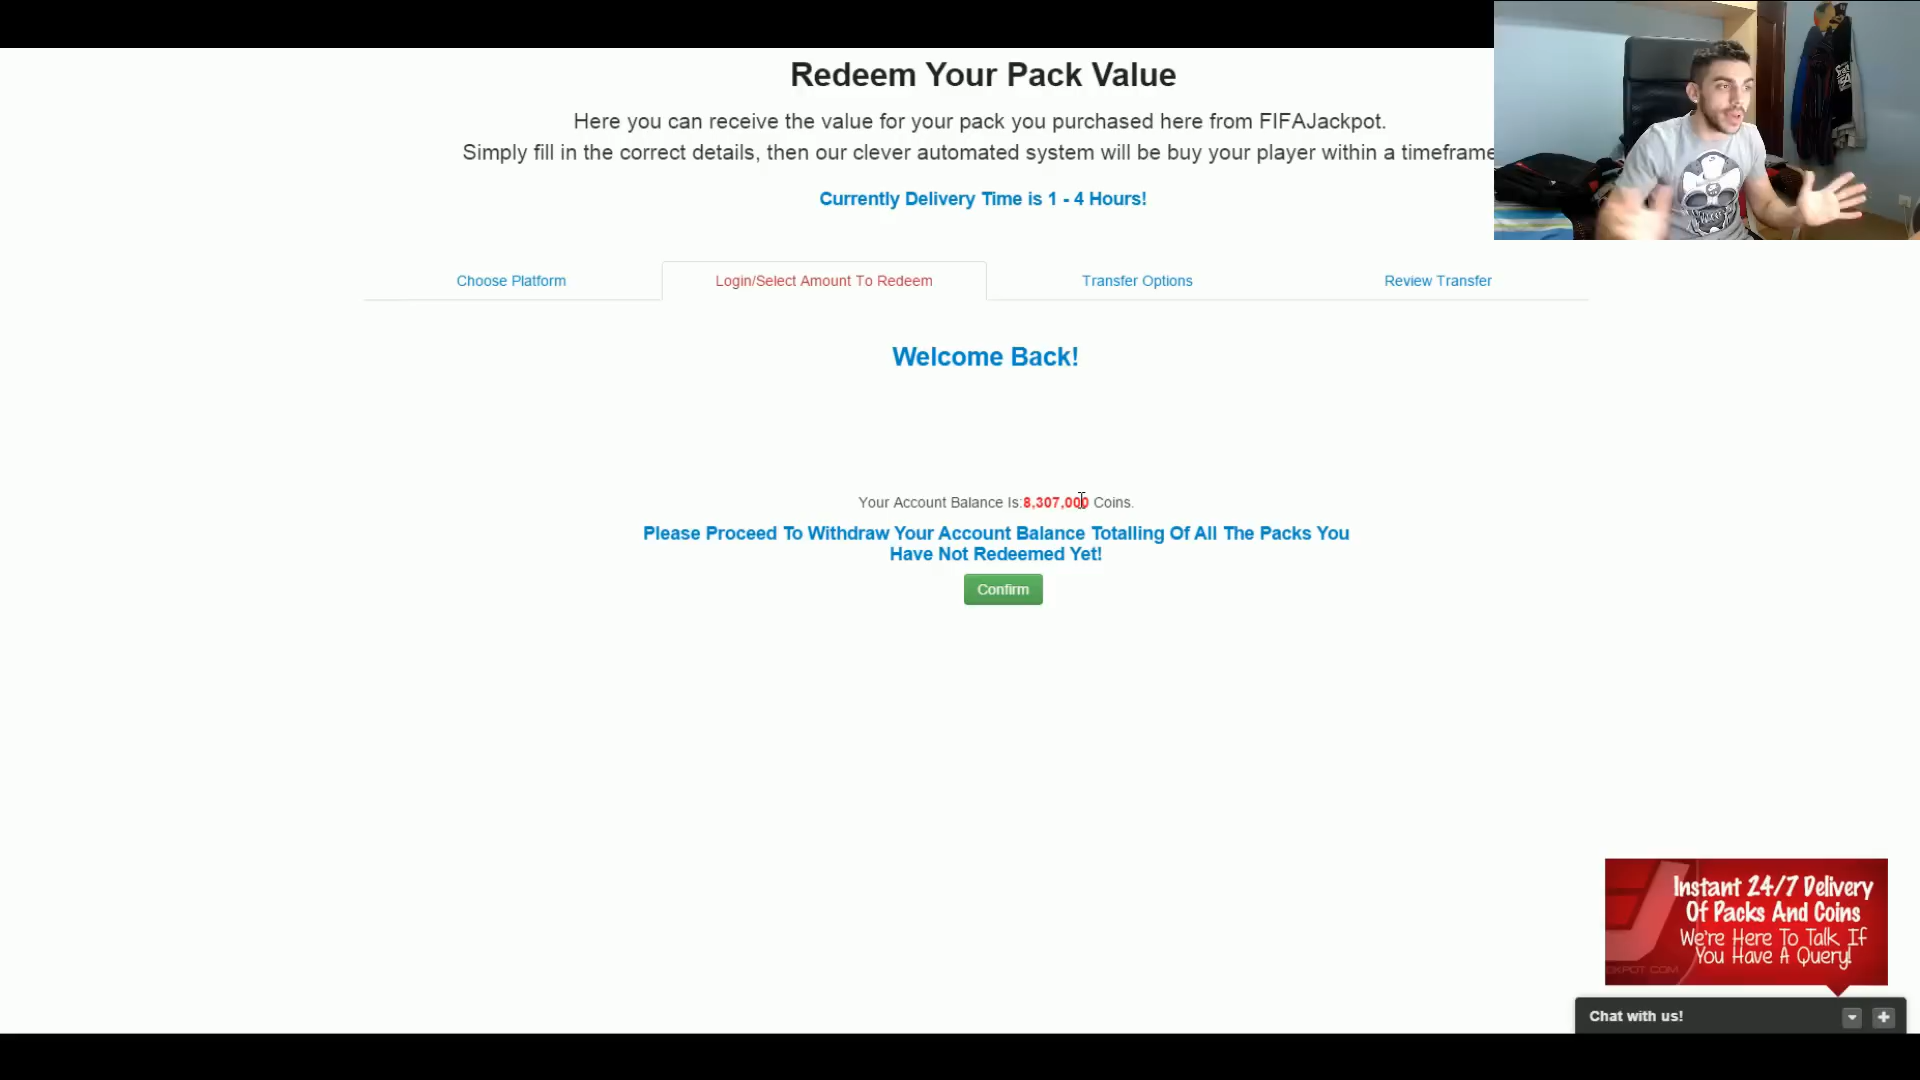 Redeem Your Pack Value
Here you can receive the value for your pack you purchased here from FIFAJackpot.
Simply fill in the correct details, then our clever automated system will be buy your player within a timeframe
Currently Delivery Time is 1 - 4 Hours!
Choose Platform
Login/Select Amount To Redeem
Transfer Options
Review Transfer
Welcome Back!
Your Account Balance Is:8,307,000 Coins.
Please Proceed To Withdraw Your Account Balance Totalling Of All The Packs You
Have Not Redeemed Yet!
Confirm
Instant 24/7 Delivery
Of Packs And Coins
We're Here To Talk If
You Have A Query!
Chat with us!